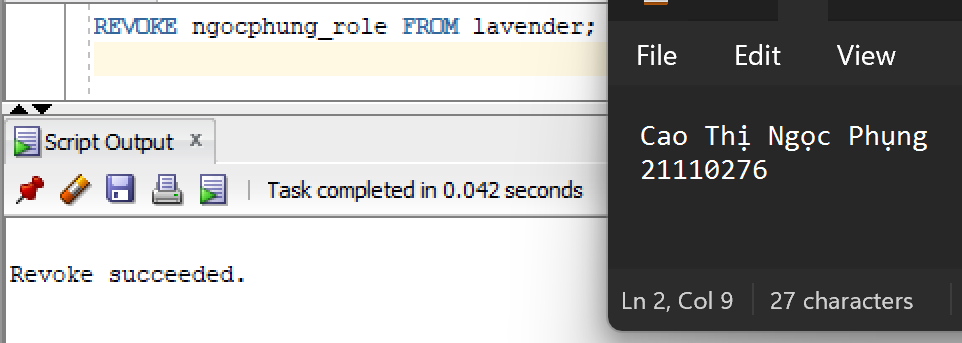 REVOKE ngocphung_role FROM lavender;
Script Output x
Task completed in 0.042 seconds
Revoke succeeded.
File Edit View
Cao Thị Ngọc Phụng
21110276
Ln 2, Col 9 27 characters